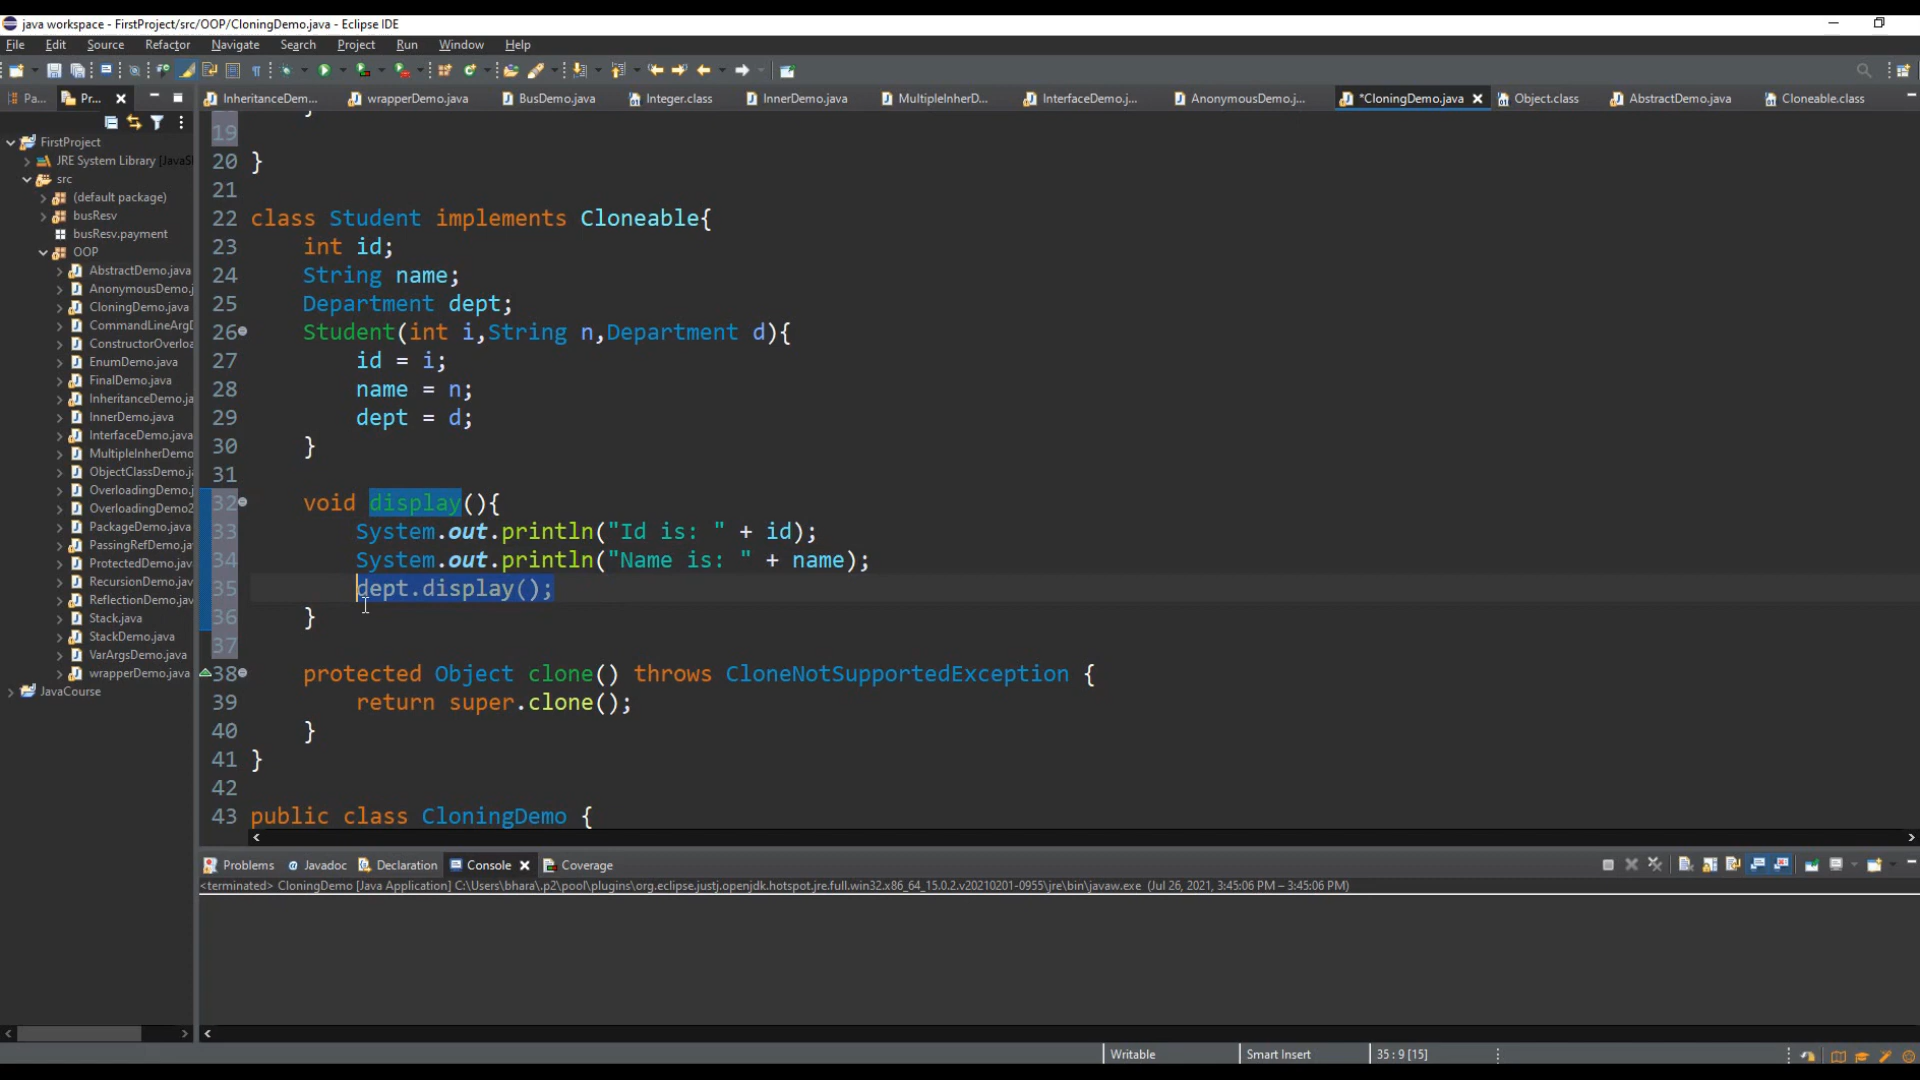 java workspace - FirstProject/src/OOP/CloningDemo.java - Eclipse IDE
File Edit Source Refactor Navigate Search Project Run Window Help
Pa... Pr...
InheritanceDem... wrapperDemo.java BusDemo.java Integer.class InnerDemo.java MultipleInherD... InterfaceDemo.j... AnonymousDemo.j... *CloningDemo.java Object.class AbstractDemo.java Cloneable.class
FirstProject
JRE System Library [JavaS
src
(default package)
busResv
busResv.payment
OOP
AbstractDemo.java
AnonymousDemo.j
CloningDemo.java
CommandLineArgD
ConstructorOverloa
EnumDemo.java
FinalDemo.java
InheritanceDemo.ja
InnerDemo.java
InterfaceDemo.java
MultipleInherDemo
ObjectClassDemo.ja
OverloadingDemo.j
OverloadingDemo2
PackageDemo.java
PassingRefDemo.jav
ProtectedDemo.java
RecursionDemo.java
ReflectionDemo.java
Stack.java
StackDemo.java
VarArgsDemo.java
wrapperDemo.java
JavaCourse
}
19
20 }
21
22 class Student implements Cloneable{
23 int id;
24 String name;
25 Department dept;
26 Student(int i,String n,Department d){
27 id = i;
28 name = n;
29 dept = d;
30 }
31
32 void display(){
33 System.out.println("Id is: " + id);
34 System.out.println("Name is: " + name);
35 dept.display();
36 }
37
38 protected Object clone() throws CloneNotSupportedException {
39 return super.clone();
40 }
41 }
42
43 public class CloningDemo {
Problems Javadoc Declaration Console Coverage
<terminated> CloningDemo [Java Application] C:\Users\bhara\.p2\pool\plugins\org.eclipse.justj.openjdk.hotspot.jre.full.win32.x86_64_15.0.2.v20210201-0955\jre\bin\javaw.exe (Jul 26, 2021, 3:45:06 PM – 3:45:06 PM)
Writable Smart Insert 35 : 9 [15]